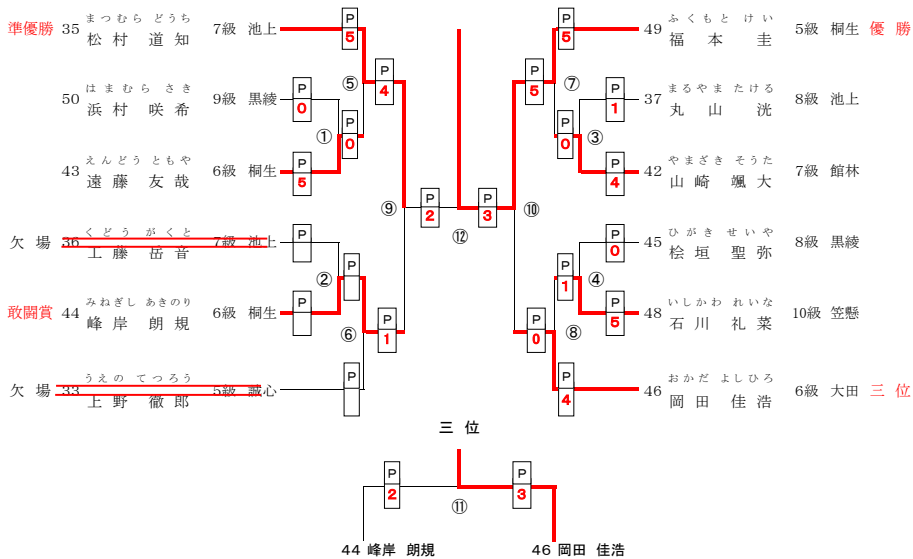 まつむら どうち
準優勝 35 松村 道知 7級 池上
P
5
はまむら さき
50 浜村 咲希 9級 黒綾
P
0
⑤
P
4
①
P
0
えんどう ともや
43 遠藤 友哉 6級 桐生
P
5
⑨
P
2
くどう がくと
欠場 36 工藤 岳音 7級 池上
P
②
P
みねぎし あきのり
敢闘賞 44 峰岸 朗規 6級 桐生
P
⑥
P
1
うえの てつろう
欠場 33 上野 徹郎 5級 誠心
P
⑫
ふくもと けい
49 福本 圭 5級 桐生 優勝
P
5
P
5
⑦
まるやま たける
37 丸山 洸 8級 池上
P
1
P
0
③
やまざき そうた
42 山崎 颯大 7級 館林
P
4
P
3
⑩
ひがき せいや
45 桧垣 聖弥 8級 黒綾
P
0
P
1
④
いしかわ れいな
48 石川 礼菜 10級 笠懸
P
5
P
0
⑧
おかだ よしひろ
46 岡田 佳浩 6級 大田 三位
P
4
三 位
P
2
⑪
P
3
44 峰岸 朗規
46 岡田 佳浩